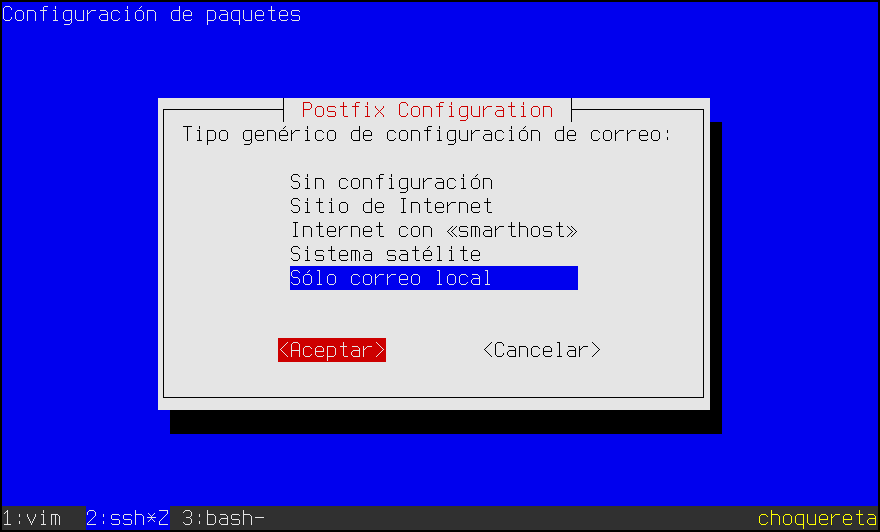 Configuración de paquetes
Postfix Configuration
Tipo genérico de configuración de correo:
Sin configuración
Sitio de Internet
Internet con «smarthost»
Sistema satélite
Sólo correo local
<Aceptar> <Cancelar>
1:vim 2:ssh*Z 3:bash- choquereta